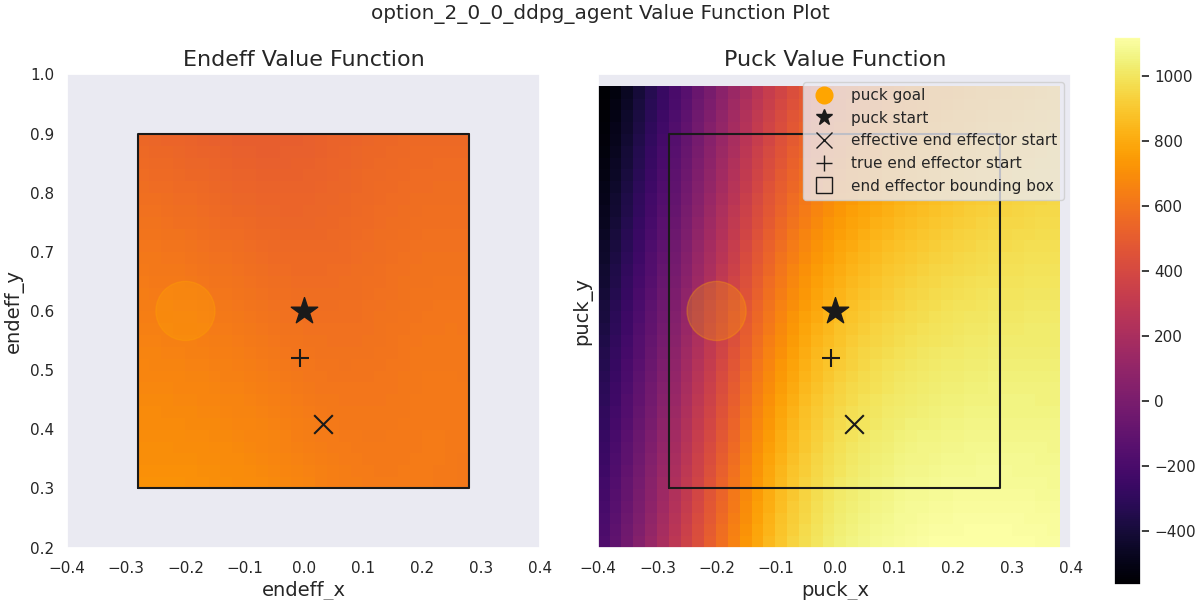 option_2_0_0_ddpg_agent Value Function Plot
Endeff Value Function
1.0
0.9
0.8
0.7
0.6
0.5
0.4
0.3
0.2
endeff_y
−0.4 −0.3 −0.2 −0.1 0.0 0.1 0.2 0.3 0.4
endeff_x
Puck Value Function
puck goal
puck start
effective end effector start
true end effector start
end effector bounding box
puck_y
−0.4 −0.3 −0.2 −0.1 0.0 0.1 0.2 0.3 0.4
puck_x
1000
800
600
400
200
0
−200
−400